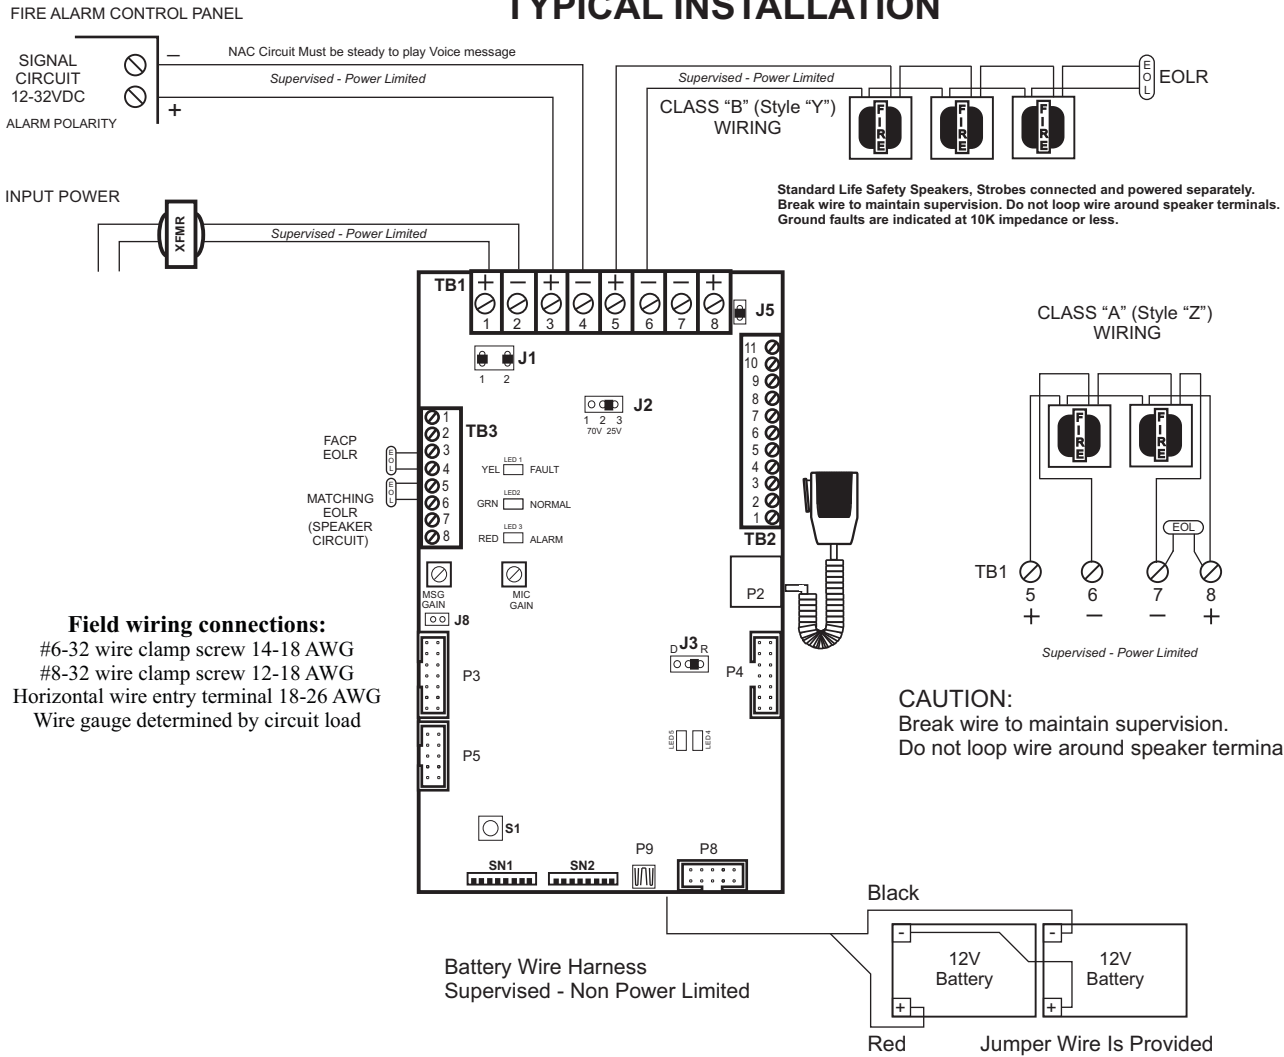 TYPICAL INSTALLATION
FIRE ALARM CONTROL PANEL
SIGNAL
CIRCUIT
12-32VDC
ALARM POLARITY
–
+
NAC Circuit Must be steady to play Voice message
Supervised - Power Limited
Supervised - Power Limited
CLASS “B” (Style “Y”)
WIRING
FIRE
FIRE
FIRE
EOL
EOLR
Standard Life Safety Speakers, Strobes connected and powered separately.
Break wire to maintain supervision. Do not loop wire around speaker terminals.
Ground faults are indicated at 10K impedance or less.
INPUT POWER
XFMR
Supervised - Power Limited
TB1
+ – + – + – – +
1 2 3 4 5 6 7 8
J5
J1
1 2
J2
1 2 3
70V 25V
11
10
9
8
7
6
5
4
3
2
1
TB2
1
2
3
4
5
6
7
8
TB3
FACP
EOLR
EOL
MATCHING
EOLR
(SPEAKER
CIRCUIT)
EOL
LED 1
YEL FAULT
LED2
GRN NORMAL
LED 3
RED ALARM
MSG
GAIN
MIC
GAIN
J8
P2
P3
D J3 R
P4
P5
LED5
LED4
S1
SN1
SN2
P9
P8
CLASS “A” (Style “Z”)
WIRING
FIRE
FIRE
EOL
TB1
5 6 7 8
+ – – +
Supervised - Power Limited
Field wiring connections:
#6-32 wire clamp screw 14-18 AWG
#8-32 wire clamp screw 12-18 AWG
Horizontal wire entry terminal 18-26 AWG
Wire gauge determined by circuit load
CAUTION:
Break wire to maintain supervision.
Do not loop wire around speaker termina
Battery Wire Harness
Supervised - Non Power Limited
Black
-
12V
Battery
+
-
12V
Battery
+
Red
Jumper Wire Is Provided